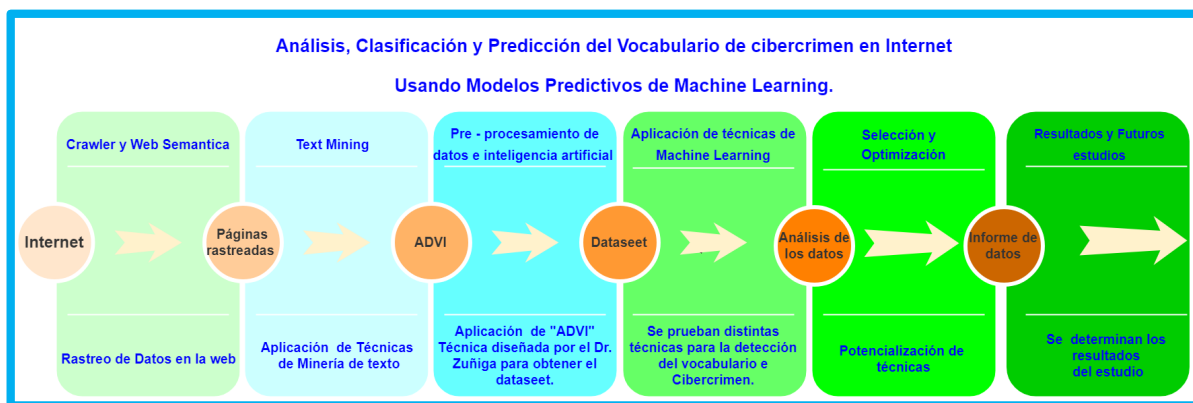 Análisis, Clasificación y Predicción del Vocabulario de cibercrimen en Internet
Usando Modelos Predictivos de Machine Learning.
Crawler y Web Semantica
Text Mining
Pre - procesamiento de
datos e inteligencia artificial
Aplicación de técnicas de
Machine Learning
Selección y
Optimización
Resultados y Futuros
estudios
Internet
Páginas
rastreadas
ADVI
Dataseet
Análisis de
los datos
Informe de
datos
Rastreo de Datos en la web
Aplicación de Técnicas
de Minería de texto
Aplicación de "ADVI"
Técnica diseñada por el Dr.
Zuñiga para obtener el
dataseet.
Se prueban distintas
técnicas para la detección
del vocabulario e
Cibercrimen.
Potencialización de
técnicas
Se determinan los
resultados
del estudio